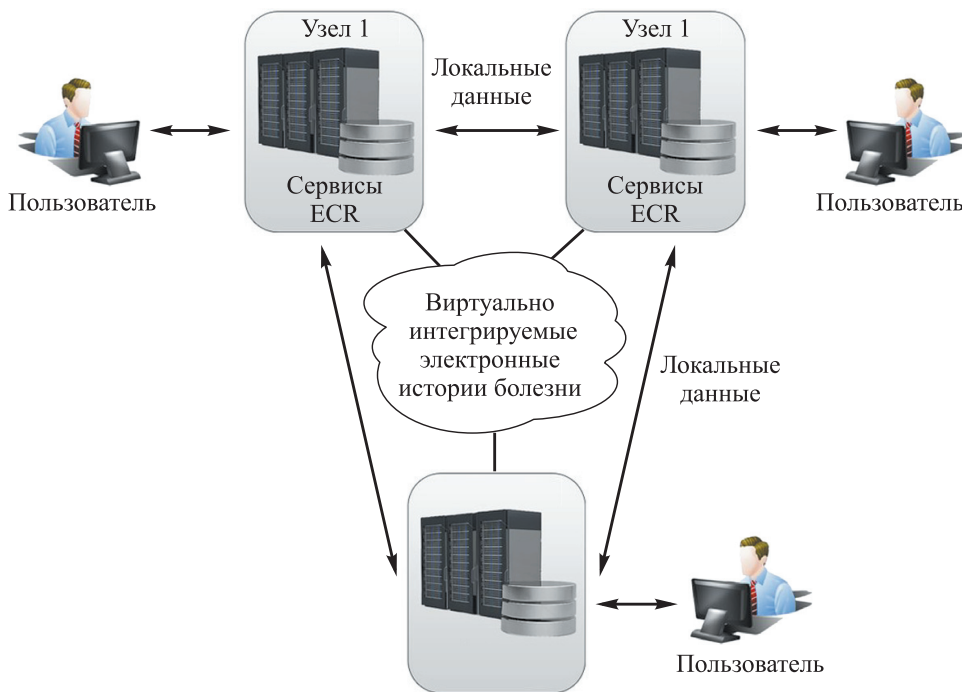 Узел 1
Узел 1
Локальные
данные
Пользователь
Сервисы
ECR
Сервисы
ECR
Пользователь
Виртуально
интегрируемые
электронные
истории болезни
Локальные
данные
Пользователь